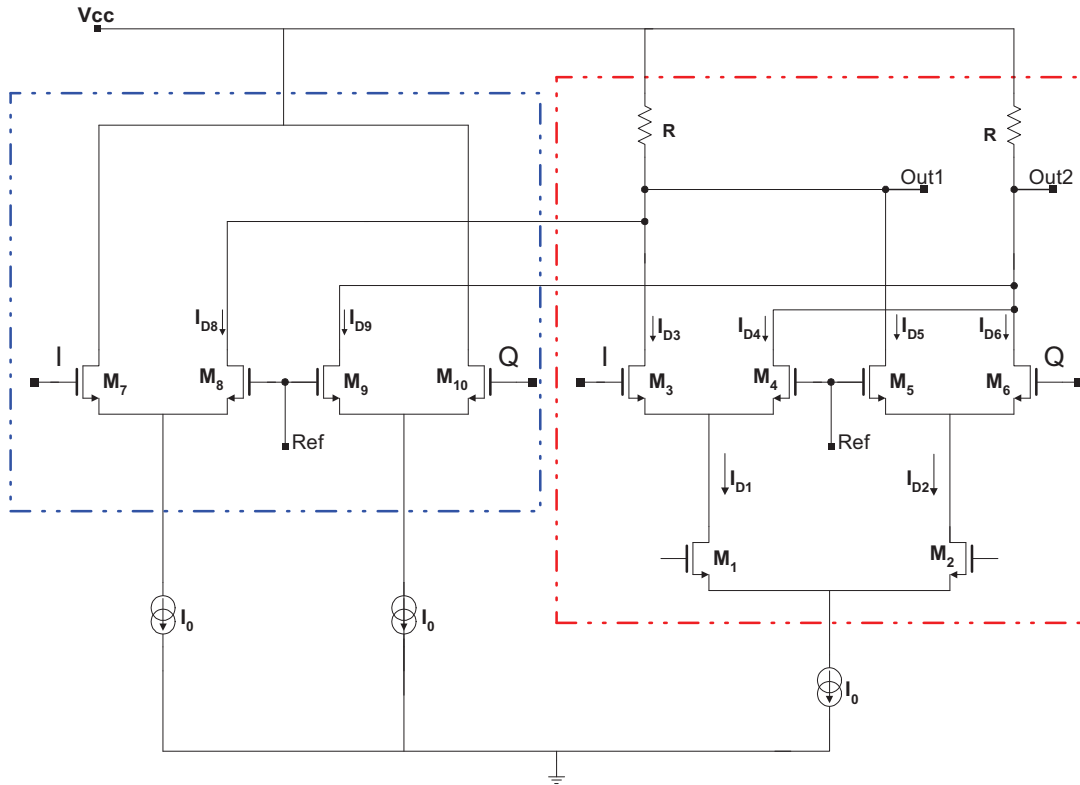 Vcc
R
R
Out1
Out2
I_D8
I_D9
I_D3
I_D4
I_D5
I_D6
I
M_7
M_8
M_9
M_10
Q
I
M_3
M_4
M_5
M_6
Q
Ref
Ref
I_D1
I_D2
M_1
M_2
I_0
I_0
I_0